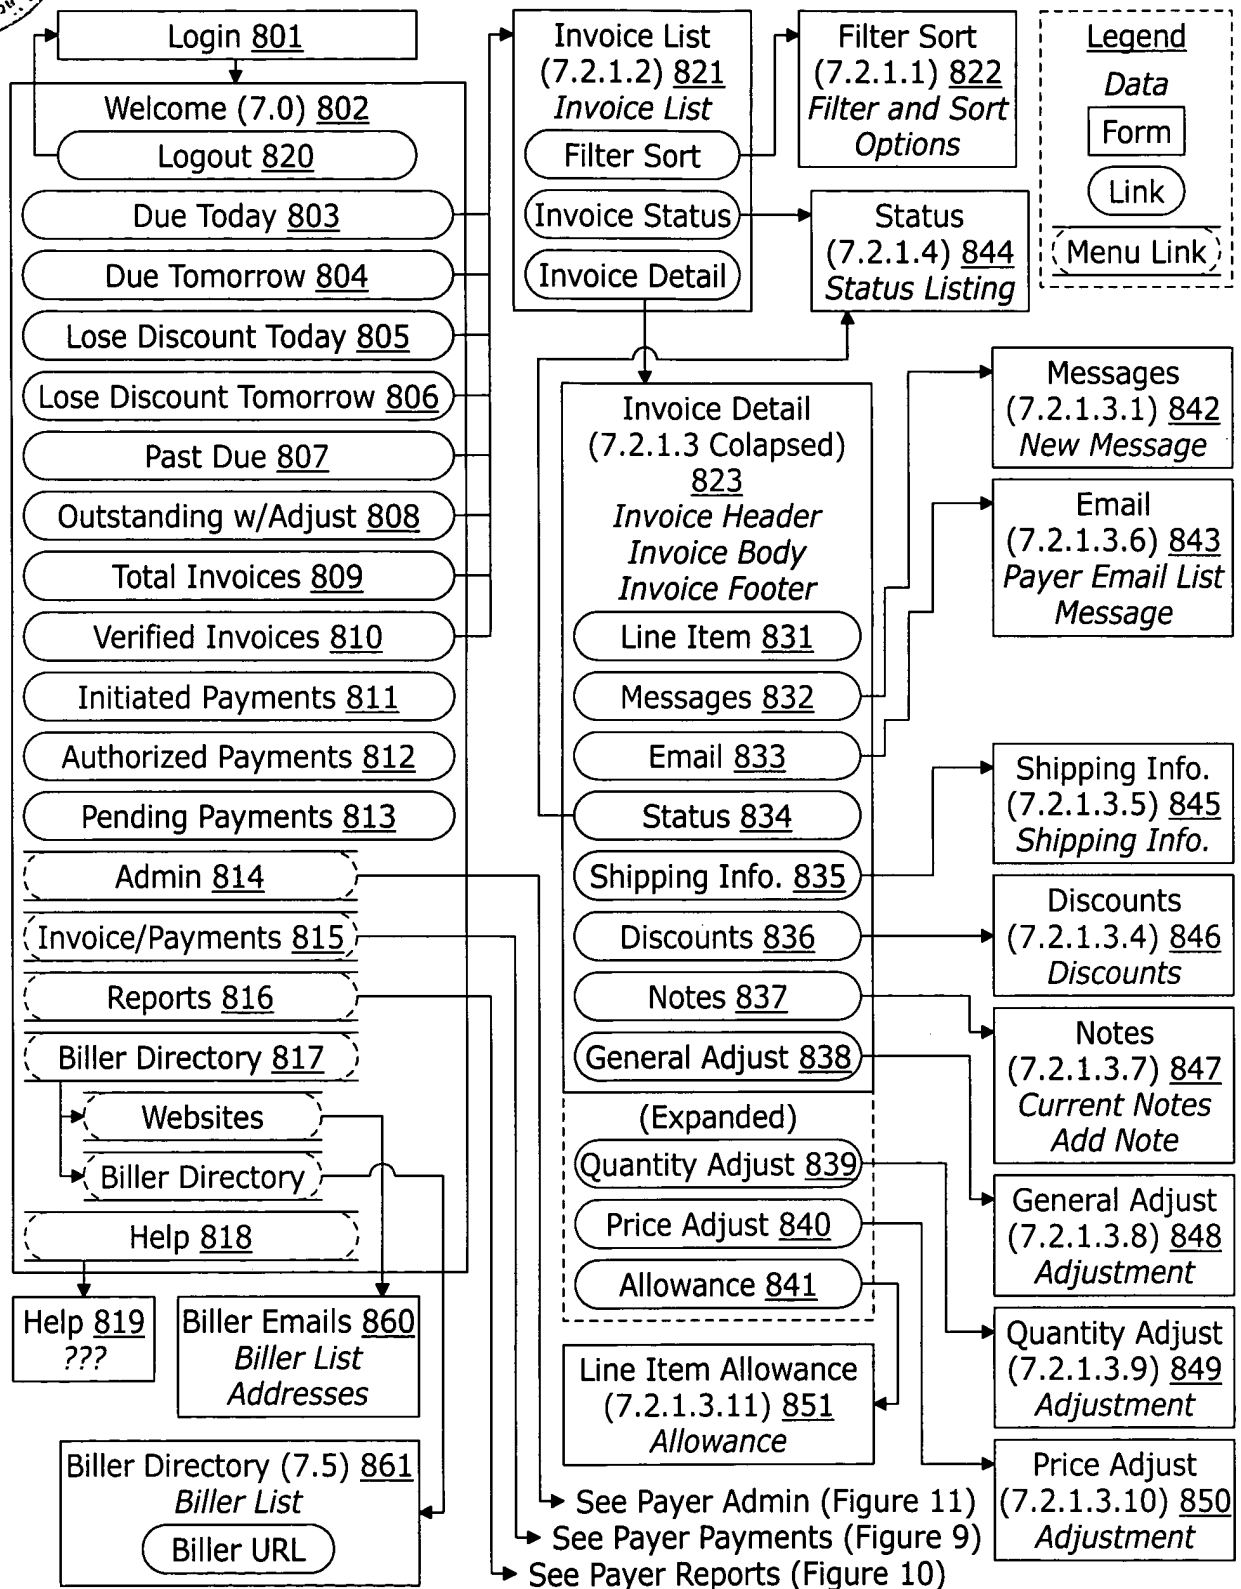 Login 801
Welcome (7.0) 802
Logout 820
Due Today 803
Due Tomorrow 804
Lose Discount Today 805
Lose Discount Tomorrow 806
Past Due 807
Outstanding w/Adjust 808
Total Invoices 809
Verified Invoices 810
Initiated Payments 811
Authorized Payments 812
Pending Payments 813
Admin 814
Invoice/Payments 815
Reports 816
Biller Directory 817
Websites
Biller Directory
Help 818
Help 819
???
Biller Emails 860
Biller List
Addresses
Biller Directory (7.5) 861
Biller List
Biller URL
Invoice List
(7.2.1.2) 821
Invoice List
Filter Sort
Invoice Status
Invoice Detail
Filter Sort
(7.2.1.1) 822
Filter and Sort
Options
Status
(7.2.1.4) 844
Status Listing
Legend
Data
Form
Link
Menu Link
Invoice Detail
(7.2.1.3 Colapsed)
823
Invoice Header
Invoice Body
Invoice Footer
Line Item 831
Messages 832
Email 833
Status 834
Shipping Info. 835
Discounts 836
Notes 837
General Adjust 838
(Expanded)
Quantity Adjust 839
Price Adjust 840
Allowance 841
Line Item Allowance
(7.2.1.3.11) 851
Allowance
Messages
(7.2.1.3.1) 842
New Message
Email
(7.2.1.3.6) 843
Payer Email List
Message
Shipping Info.
(7.2.1.3.5) 845
Shipping Info.
Discounts
(7.2.1.3.4) 846
Discounts
Notes
(7.2.1.3.7) 847
Current Notes
Add Note
General Adjust
(7.2.1.3.8) 848
Adjustment
Quantity Adjust
(7.2.1.3.9) 849
Adjustment
Price Adjust
(7.2.1.3.10) 850
Adjustment
See Payer Admin (Figure 11)
See Payer Payments (Figure 9)
See Payer Reports (Figure 10)